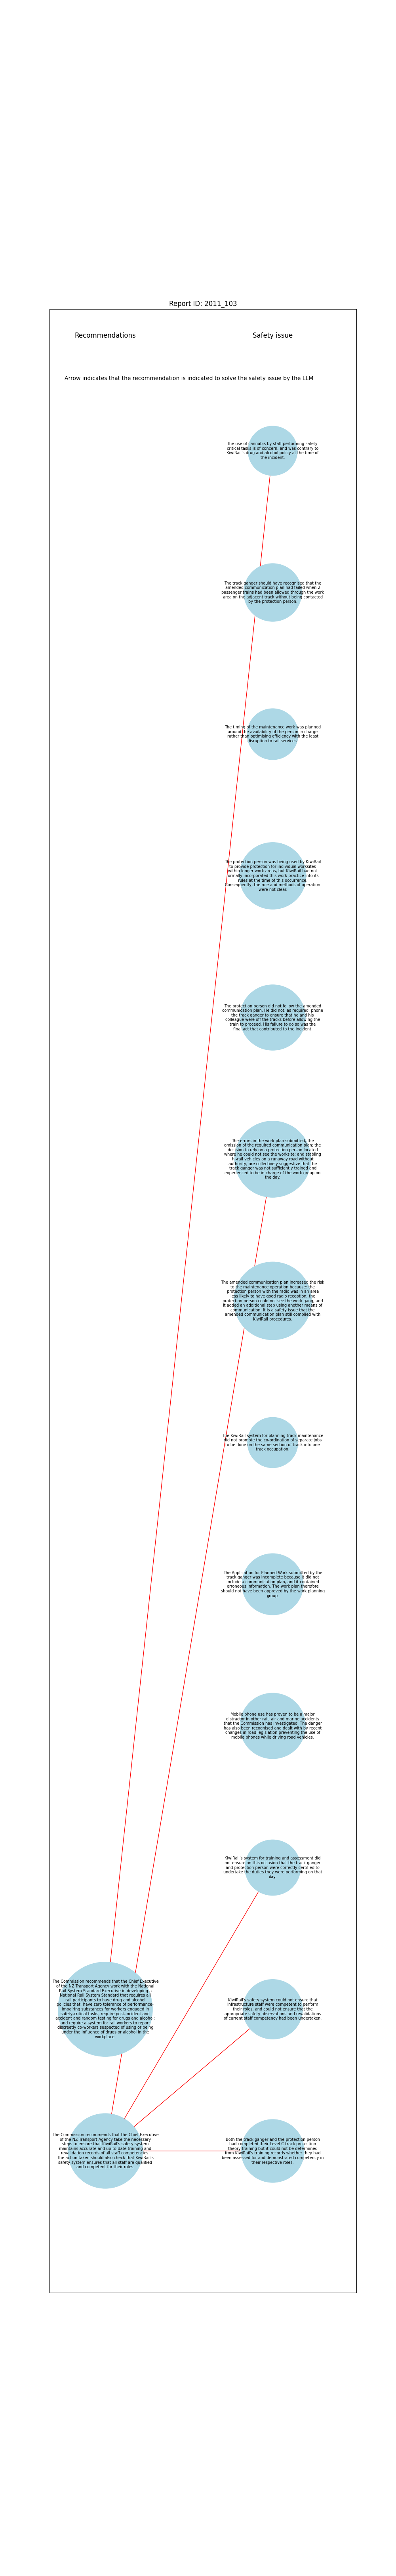 Report ID: 2011_103
Recommendations
Safety issue
Arrow indicates that the recommendation is indicated to solve the safety issue by the LLM
The use of cannabis by staff performing safety-
critical tasks is of concern, and was contrary to
KiwiRail's drug and alcohol policy at the time of
the incident.
The track ganger should have recognised that the
amended communication plan had failed when 2
passenger trains had been allowed through the work
area on the adjacent track without being contacted
by the protection person.
The timing of the maintenance work was planned
around the availability of the person in charge
rather than optimising efficiency with the least
disruption to rail services.
The protection person was being used by KiwiRail
to provide protection for individual worksites
within longer work areas, but KiwiRail had not
formally incorporated this work practice into its
rules at the time of this occurrence.
Consequently, the role and methods of operation
were not clear.
The protection person did not follow the amended
communication plan. He did not, as required, phone
the track ganger to ensure that he and his
colleague were off the tracks before allowing the
train to proceed. His failure to do so was the
final act that contributed to the incident.
The errors in the work plan submitted, the
omission of the required communication plan, the
decision to rely on a protection person located
where he could not see the worksite, and stabling
hi-rail vehicles on a runaway road without
authority, are collectively suggestive that the
track ganger was not sufficiently trained and
experienced to be in charge of the work group on
the day.
The amended communication plan increased the risk
to the maintenance operation because: the
protection person with the radio was in an area
less likely to have good radio reception; the
protection person could not see the work gang; and
it added an additional step using another means of
communication. It is a safety issue that the
amended communication plan still complied with
KiwiRail procedures.
The KiwiRail system for planning track maintenance
did not promote the co-ordination of separate jobs
to be done on the same section of track into one
track occupation.
The Application for Planned Work submitted by the
track ganger was incomplete because it did not
include a communication plan, and it contained
erroneous information. The work plan therefore
should not have been approved by the work planning
group.
Mobile phone use has proven to be a major
distractor in other rail, air and marine accidents
that the Commission has investigated. The danger
has also been recognised and dealt with by recent
changes in road legislation preventing the use of
mobile phones while driving road vehicles.
KiwiRail's system for training and assessment did
not ensure on this occasion that the track ganger
and protection person were correctly certified to
undertake the duties they were performing on that
day.
The Commission recommends that the Chief Executive
of the NZ Transport Agency work with the National
Rail System Standard Executive in developing a
National Rail System Standard that requires all
rail participants to have drug and alcohol
policies that: have zero tolerance of performance-
impairing substances for workers engaged in
safety-critical tasks; require post-incident and
accident and random testing for drugs and alcohol;
and require a system for rail workers to report
discreetly co-workers suspected of using or being
under the influence of drugs or alcohol in the
workplace.
KiwiRail's safety system could not ensure that
infrastructure staff were competent to perform
their roles, and could not ensure that the
appropriate safety observations and revalidations
of current staff competency had been undertaken.
The Commission recommends that the Chief Executive
of the NZ Transport Agency take the necessary
steps to ensure that KiwiRail's safety system
maintains accurate and up-to-date training and
revalidation records of all staff competencies.
The action taken should also check that KiwiRail's
safety system ensures that all staff are qualified
and competent for their roles.
Both the track ganger and the protection person
had completed their Level C track protection
theory training but it could not be determined
from KiwiRail's training records whether they had
been assessed for and demonstrated competency in
their respective roles.